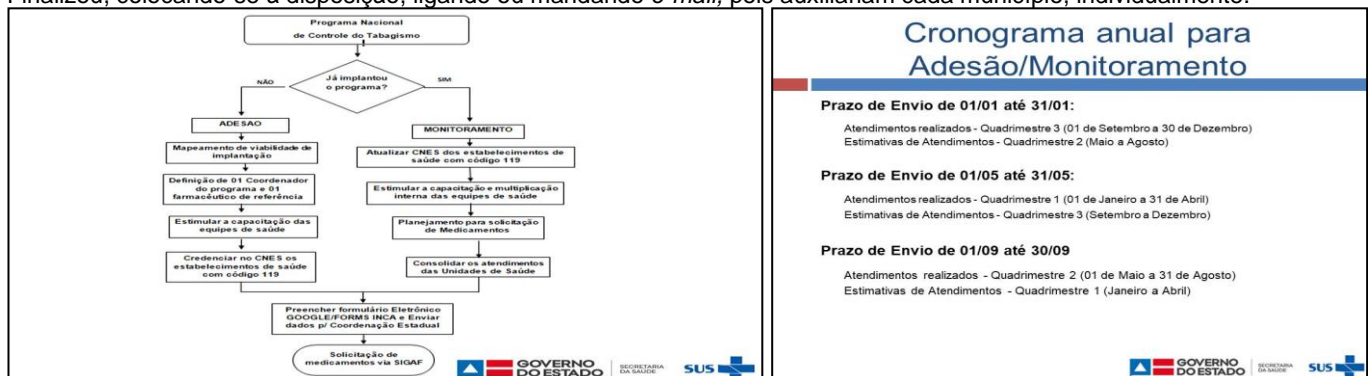 Finalizou, colocando-se à disposição, ligando ou mandando e-mail, pois auxiliariam cada município, individualmente.
Programa Nacional
de Controle do Tabagismo
Já implantou
o programa?
NÃO
SIM
ADESAO
Mapeamento de viabilidade de
implantação
Definição de 01 Coordenador
do programa e 01
farmacêutico de referência
Estimular a capacitação das
equipes de saúde
Credenciar no CNES os
estabelecimentos de saúde
com código 119
MONITORAMENTO
Atualizar CNES dos estabelecimentos de
saúde com código 119
Estimular a capacitação e multiplicação
interna das equipes de saúde
Planejamento para solicitação
de Medicamentos
Consolidar os atendimentos
das Unidades de Saúde
Preencher formulário Eletrônico
GOOGLE/FORMS INCA e Enviar
dados p/ Coordenação Estadual
Solicitação de
medicamentos via SIGAF
GOVERNO
DO ESTADO
SECRETARIA
DA SAÚDE
SUS
Cronograma anual para
Adesão/Monitoramento
Prazo de Envio de 01/01 até 31/01:
Atendimentos realizados - Quadrimestre 3 (01 de Setembro a 30 de Dezembro)
Estimativas de Atendimentos - Quadrimestre 2 (Maio a Agosto)
Prazo de Envio de 01/05 até 31/05:
Atendimentos realizados - Quadrimestre 1 (01 de Janeiro a 31 de Abril)
Estimativas de Atendimentos - Quadrimestre 3 (Setembro a Dezembro)
Prazo de Envio de 01/09 até 30/09
Atendimentos realizados - Quadrimestre 2 (01 de Maio a 31 de Agosto)
Estimativas de Atendimentos - Quadrimestre 1 (Janeiro a Abril)
GOVERNO
DO ESTADO
SECRETARIA
DA SAÚDE
SUS